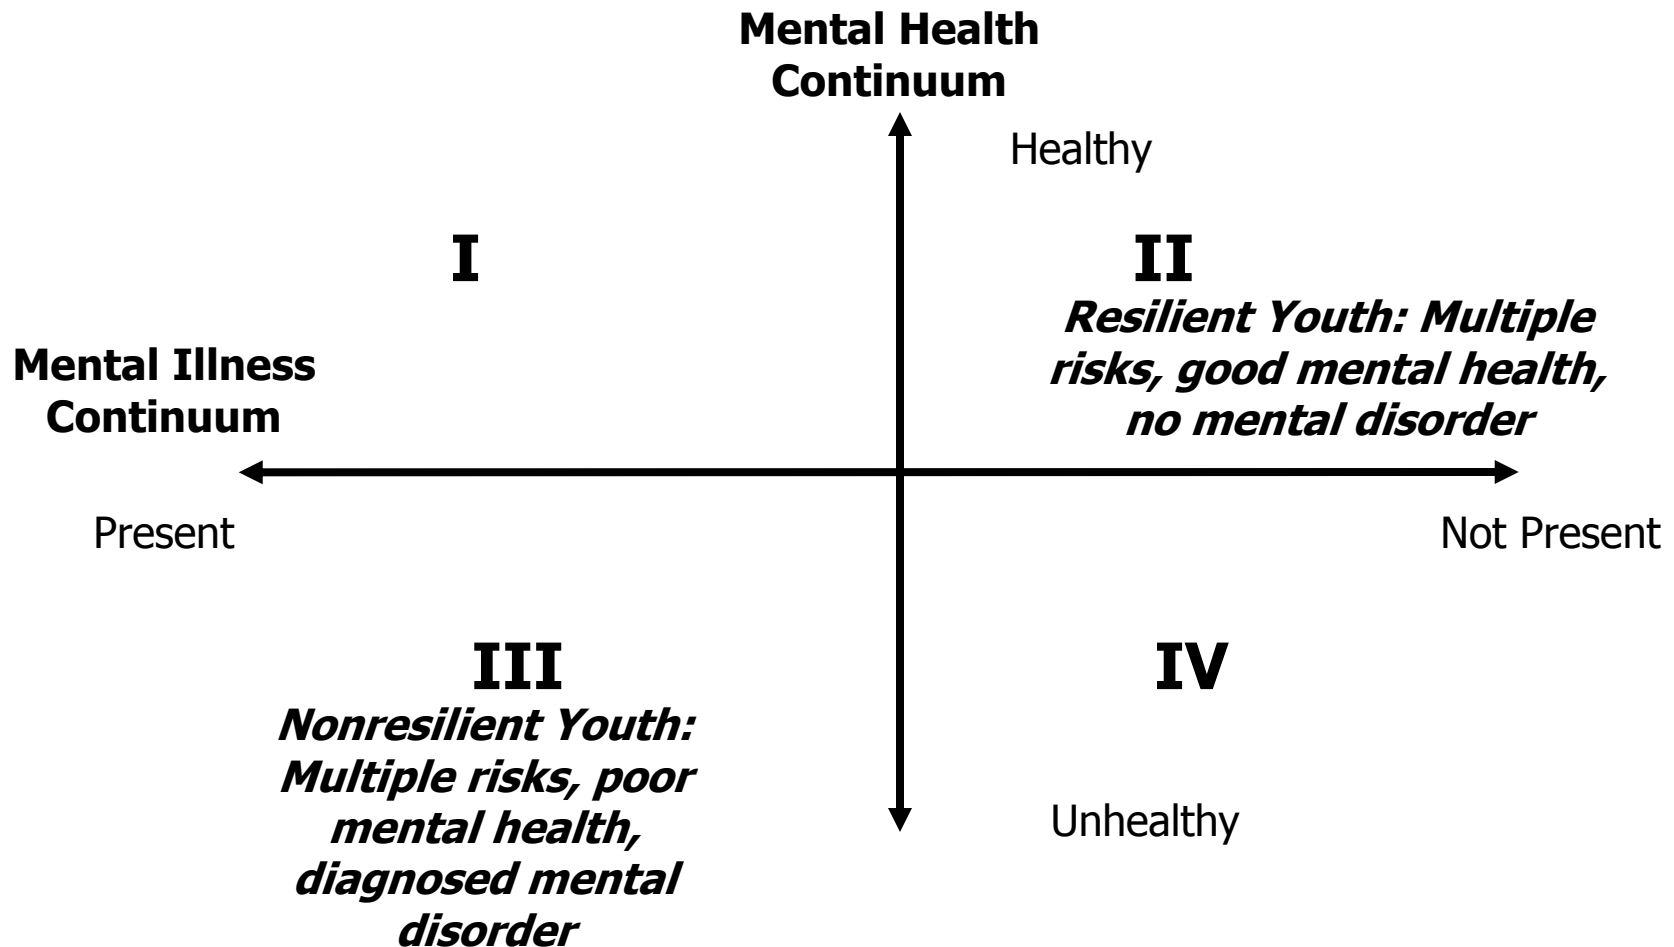 Mental Health
Continuum
Healthy
I
II
Resilient Youth: Multiple
risks, good mental health,
no mental disorder
Mental Illness
Continuum
Present
Not Present
III
Nonresilient Youth:
Multiple risks, poor
mental health,
diagnosed mental
disorder
IV
Unhealthy